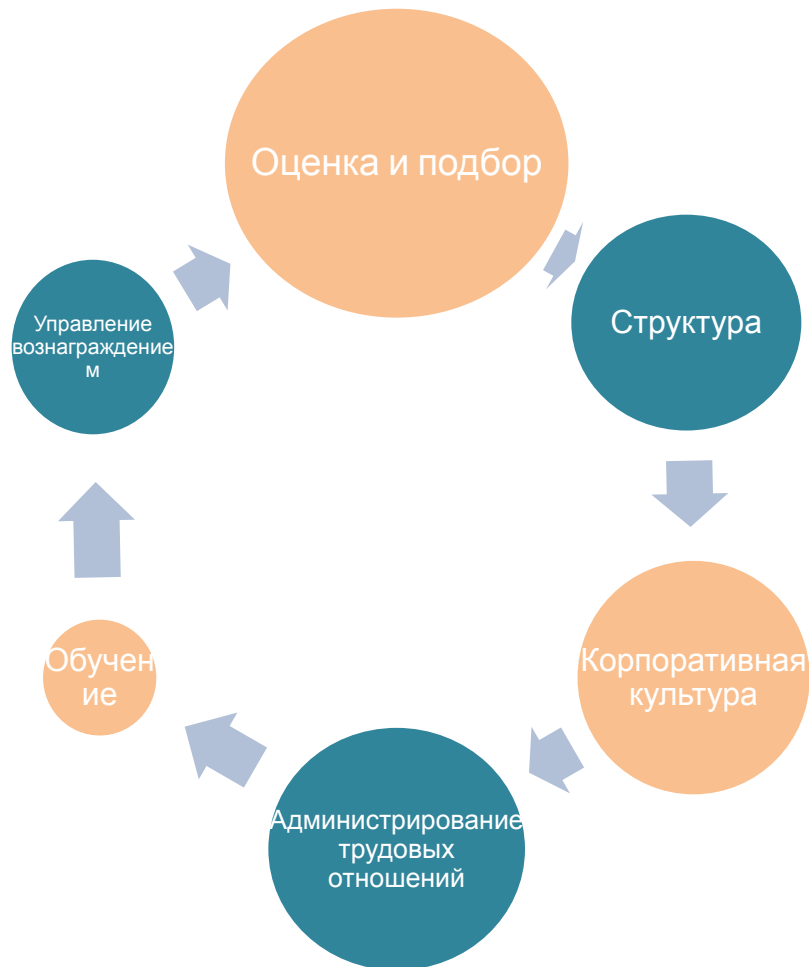 Оценка и подбор
Структура
Корпоративная
культура
Администрирование
трудовых
отношений
Обучен
ие
Управление
вознаграждение
м